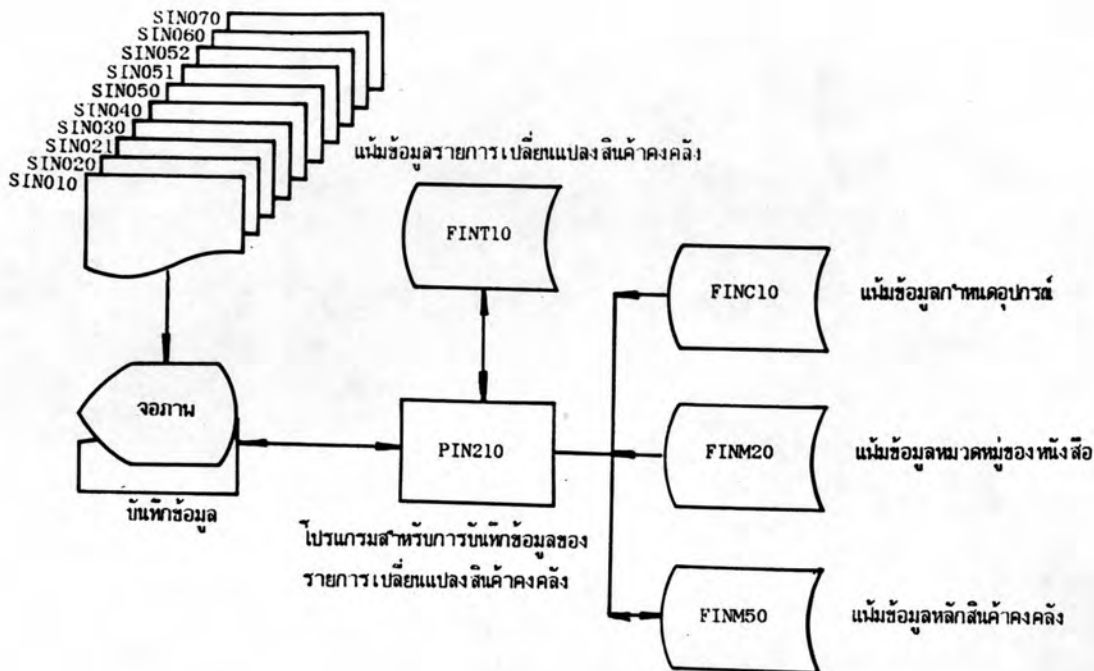 SIN070
SIN060
SIN052
SIN051
SIN050
SIN040
SIN030
SIN021
SIN020
SIN010
แฟ้มข้อมูลรายการเปลี่ยนแปลงสินค้าคงคลัง
FINT10
FINC10
แฟ้มข้อมูลกำหนดอุปกรณ์
จอภาพ
PIN210
FINM20
แฟ้มข้อมูลหมวดหมู่ของหนังสือ
บันทึกข้อมูล
โปรแกรมสำหรับการบันทึกข้อมูลของ
รายการเปลี่ยนแปลงสินค้าคงคลัง
FINM50
แฟ้มข้อมูลหลักสินค้าคงคลัง